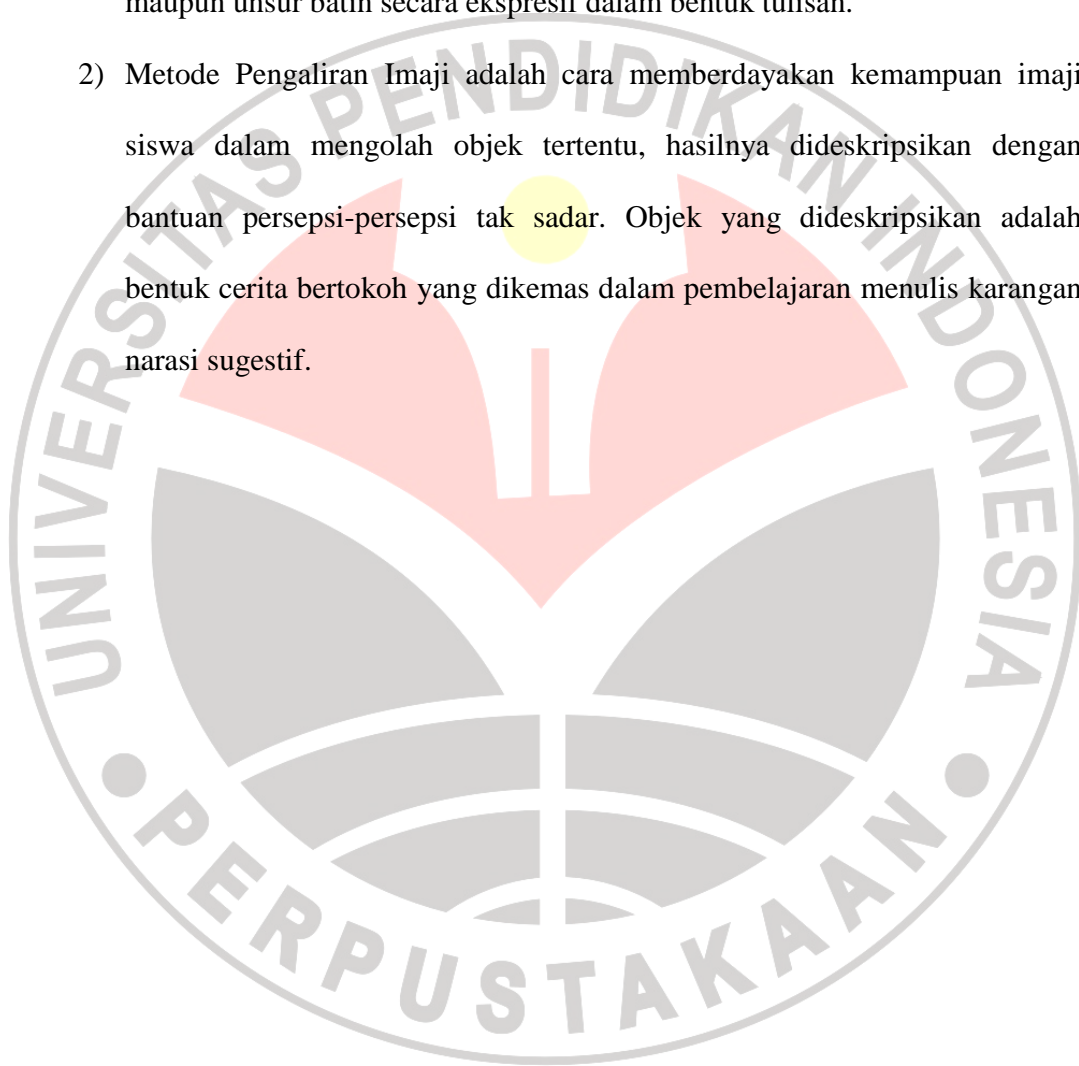 maupun unsur batin secara ekspresif dalam bentuk tulisan.
2) Metode Pengaliran Imaji adalah cara memberdayakan kemampuan imaji
siswa dalam mengolah objek tertentu, hasilnya dideskripsikan dengan
bantuan persepsi-persepsi tak sadar. Objek yang dideskripsikan adalah
bentuk cerita bertokoh yang dikemas dalam pembelajaran menulis karangan
narasi sugestif.
UNIVERSITAS PENDIDIKAN INDONESIA
PERPUSTAKAAN